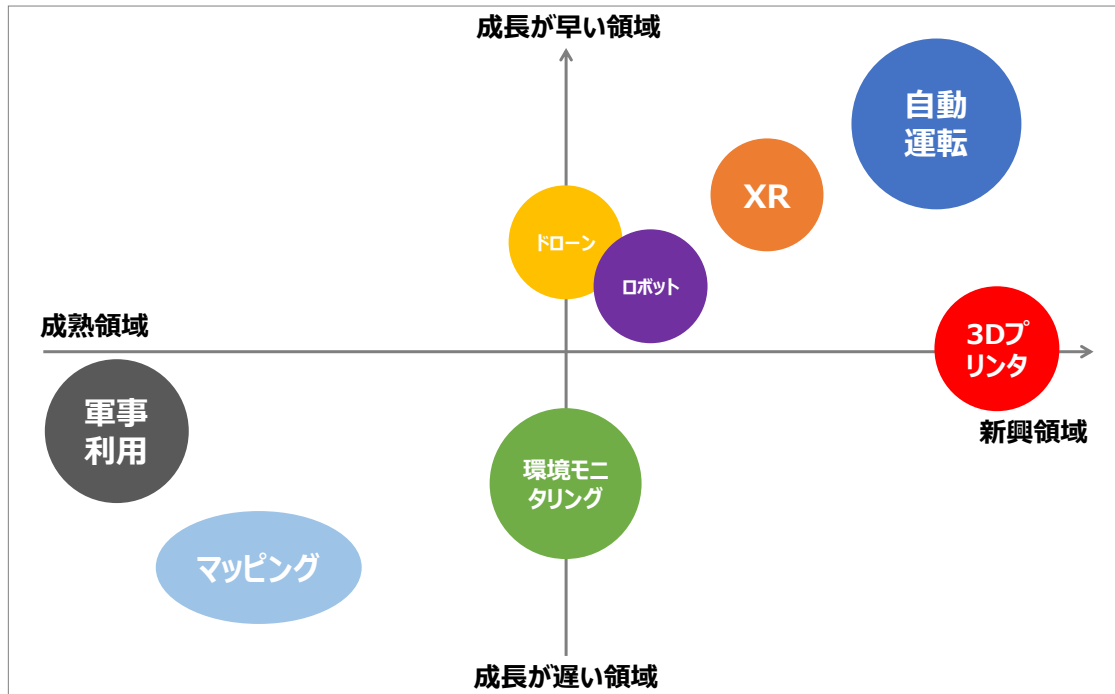 成長が早い領域
自動
運転
XR
ドローン
ロボット
成熟領域
3Dプ
リンタ
軍事
利用
新興領域
環境モニ
タリング
マッピング
成長が遅い領域